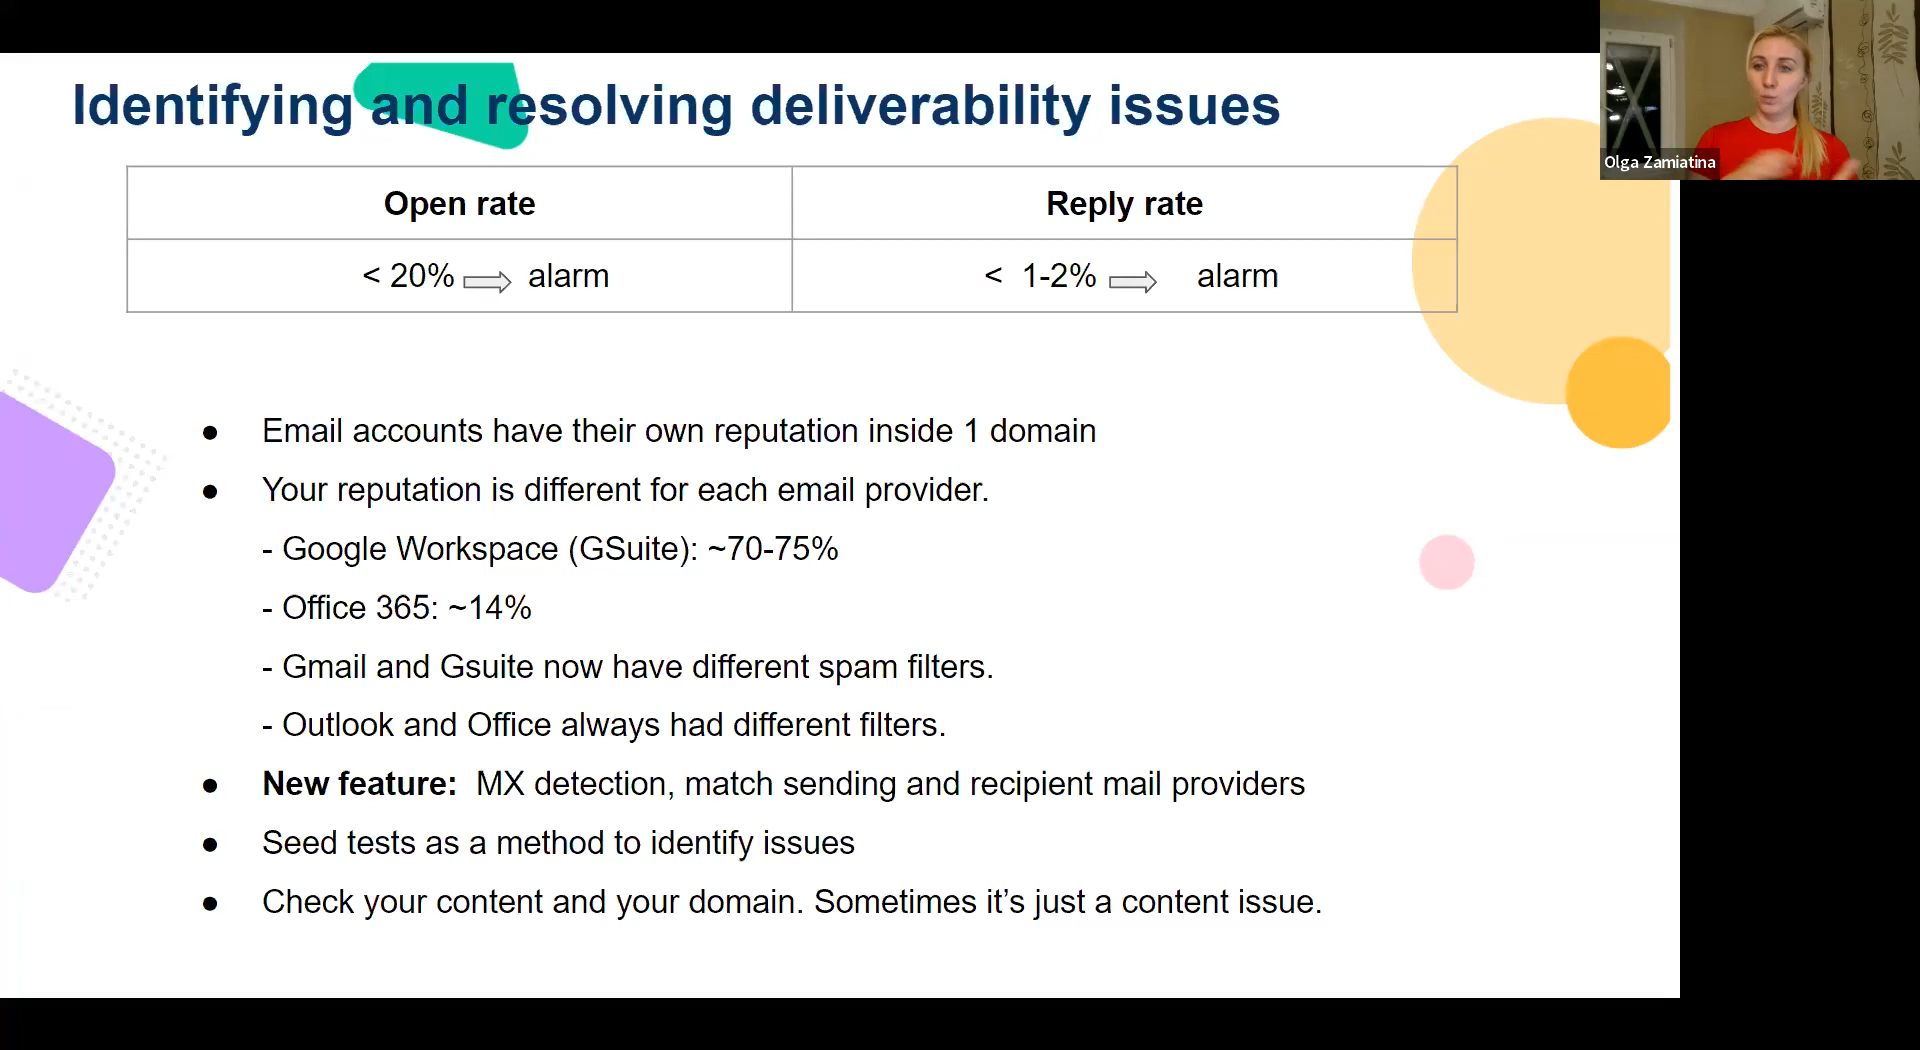 Identifying and resolving deliverability issues
Olga Zamiatina
Open rate
Reply rate
< 20% alarm
< 1-2% alarm
● Email accounts have their own reputation inside 1 domain
● Your reputation is different for each email provider.
- Google Workspace (GSuite): ~70-75%
- Office 365: ~14%
- Gmail and Gsuite now have different spam filters.
- Outlook and Office always had different filters.
● New feature: MX detection, match sending and recipient mail providers
● Seed tests as a method to identify issues
● Check your content and your domain. Sometimes it’s just a content issue.